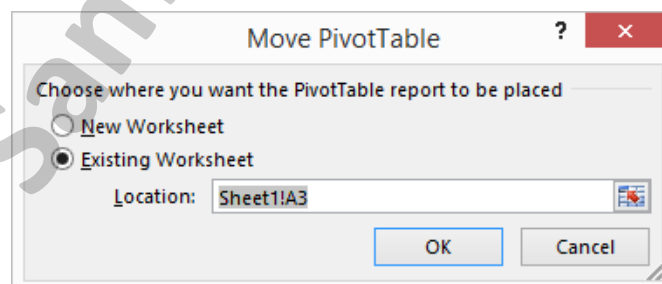 Move PivotTable
?
×
Choose where you want the PivotTable report to be placed
New Worksheet
Existing Worksheet
Location: Sheet1!A3
OK Cancel